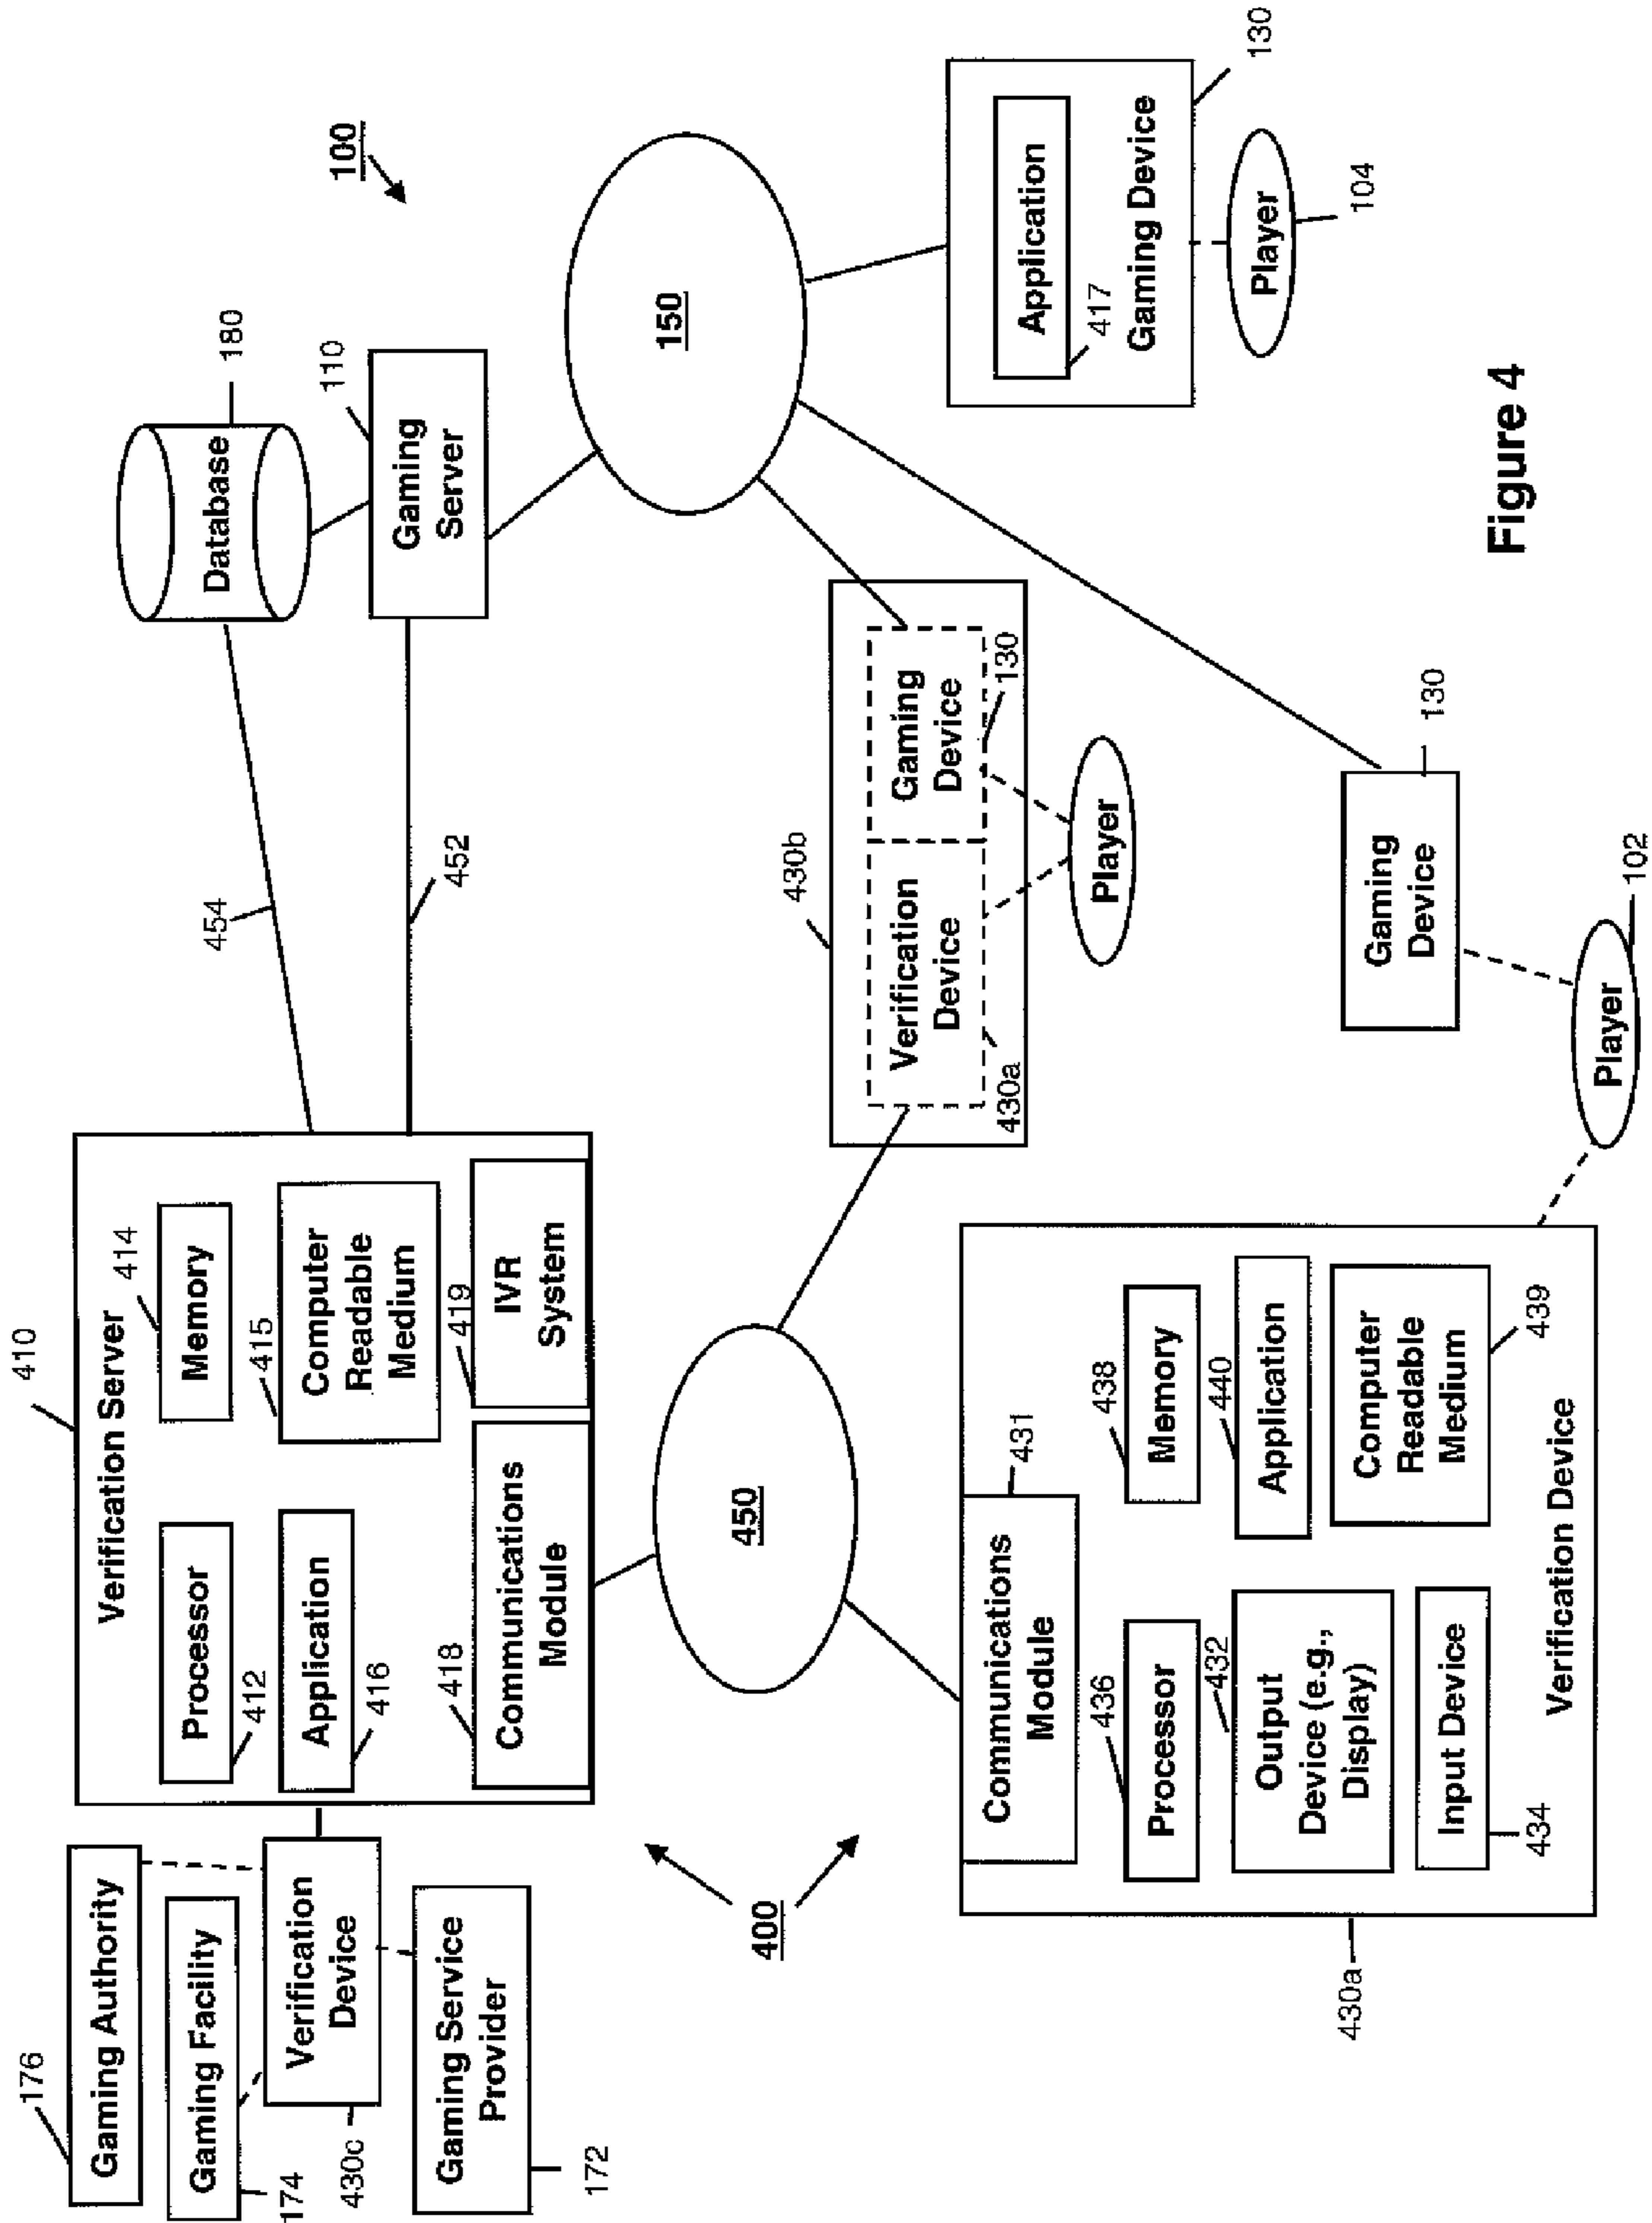 176
Gaming Authority
Gaming Facility
174
Verification
Device
430c
Gaming Service
Provider
172
410
Verification Server
Processor
412
Memory
414
Application
416
415
Computer
Readable
Medium
418
Communications
Module
419
IVR
System
454
452
Database
180
110
Gaming
Server
100
150
450
400
430b
Verification
Device
430a
Gaming
Device
130
Player
Application
417
Gaming Device
130
Player
104
Communications
Module
431
436
Processor
438
Memory
432
Output
Device (e.g.,
Display)
440
Application
Input Device
434
Computer
Readable
Medium
439
Verification Device
430a
Gaming
Device
130
Player
102
Figure 4